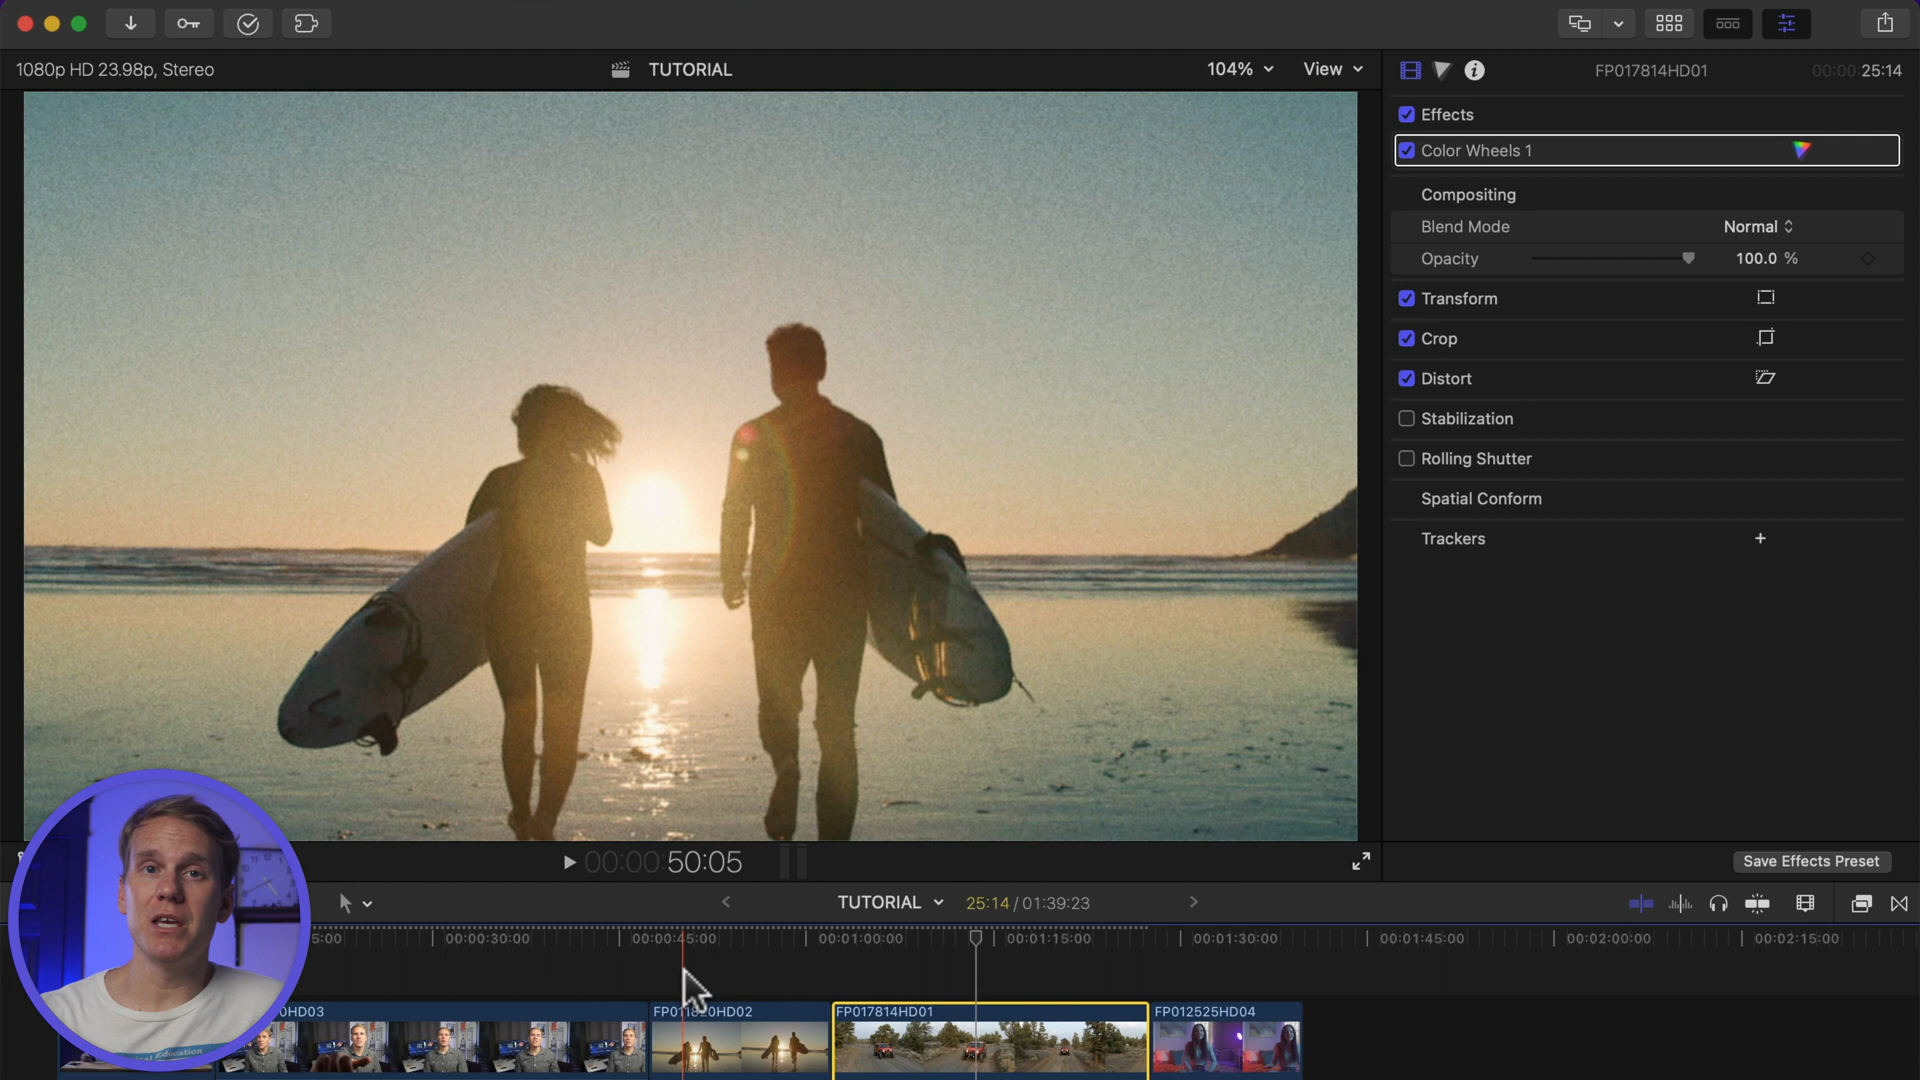 1080p HD 23.98p, Stereo
TUTORIAL
104%
View
FP017814HD01
00:00:25:14
Effects
Color Wheels 1
Compositing
Blend Mode
Normal
Opacity
100.0 %
Transform
Crop
Distort
Stabilization
Rolling Shutter
Spatial Conform
Trackers
+
00:00:50:05
Save Effects Preset
TUTORIAL
25:14 / 01:39:23
5:00
00:00:30:00
00:00:45:00
00:01:00:00
00:01:15:00
00:01:30:00
00:01:45:00
00:02:00:00
00:02:15:00
0HD03
FP011820HD02
FP017814HD01
FP012525HD04
ical Education